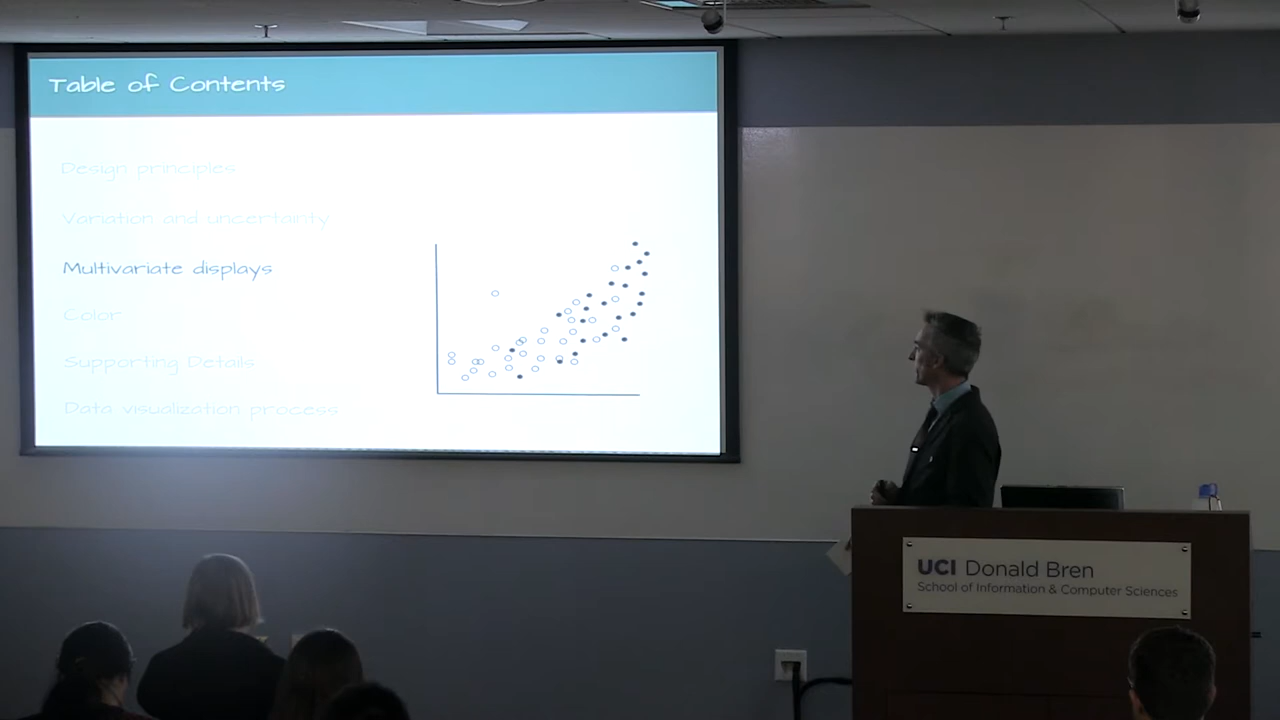 Table of Contents
Design principles
Variation and uncertainty
Multivariate displays
Color
Supporting Details
Data visualization process
UCI Donald Bren
School of Information & Computer Sciences